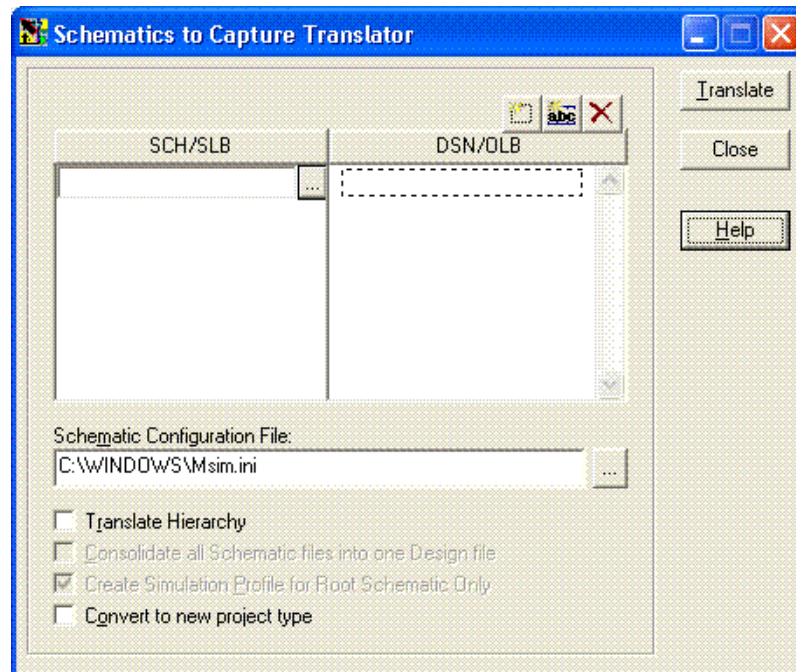 Schematics to Capture Translator
Translate
abc
SCH/SLB
DSN/OLB
Close
...
Help
Schematic Configuration File:
C:\WINDOWS\Msim.ini
...
Translate Hierarchy
Consolidate all Schematic files into one Design file
Create Simulation Profile for Root Schematic Only
Convert to new project type